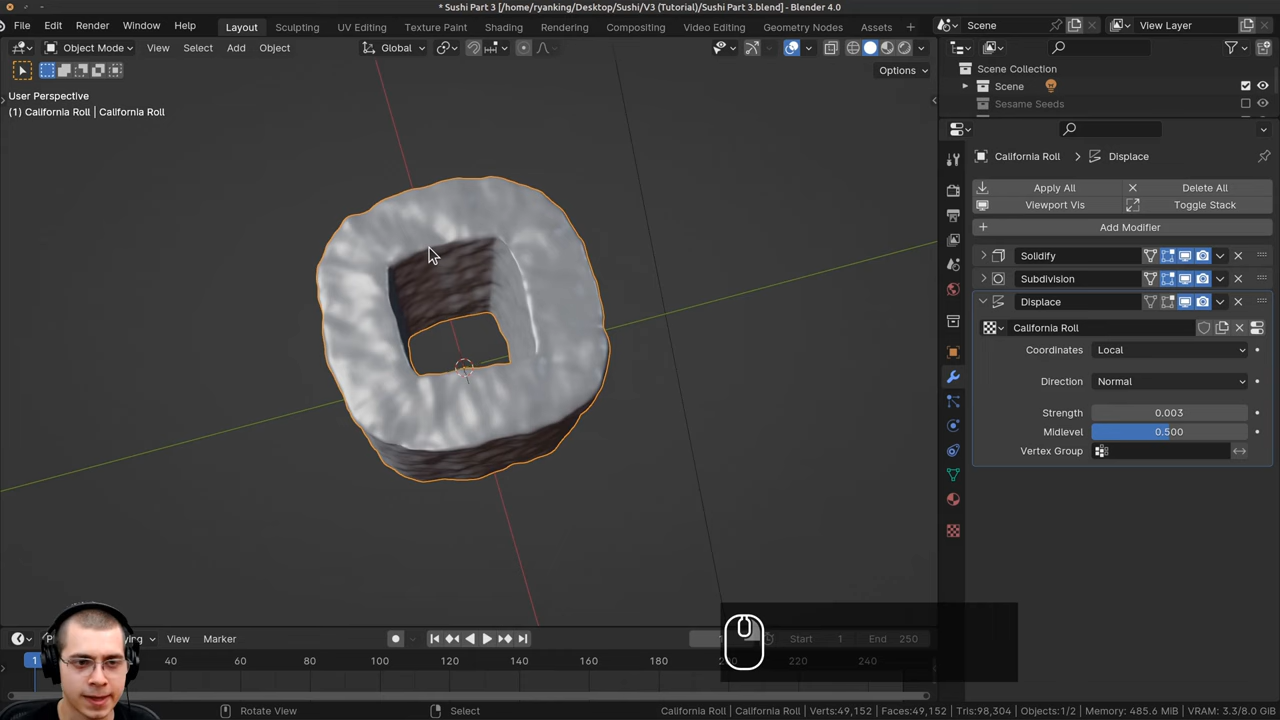 * Sushi Part 3 [/home/ryanking/Desktop/Sushi/V3 (Tutorial)/Sushi Part 3.blend] - Blender 4.0
File Edit Render Window Help Layout Sculpting UV Editing Texture Paint Shading Animation Rendering Compositing Video Editing Geometry Nodes Assets Scene View Layer
Object Mode View Select Add Object Global
Options
User Perspective
(1) California Roll | California Roll
Scene Collection
Scene
Sesame Seeds
California Roll > Displace
Apply All Delete All
Viewport Vis Toggle Stack
Add Modifier
Solidify
Subdivision
Displace
California Roll
Coordinates Local
Direction Normal
Strength 0.003
Midlevel 0.500
Vertex Group
View Marker Start 1 End 250
1 40 60 80 100 120 140 160 180 200 220 240
Rotate View Select California Roll | California Roll | Verts:49,152 | Faces:49,152 | Tris:98,304 | Objects:1/2 | Memory: 485.6 MiB | VRAM: 3.3/8.0 GiB